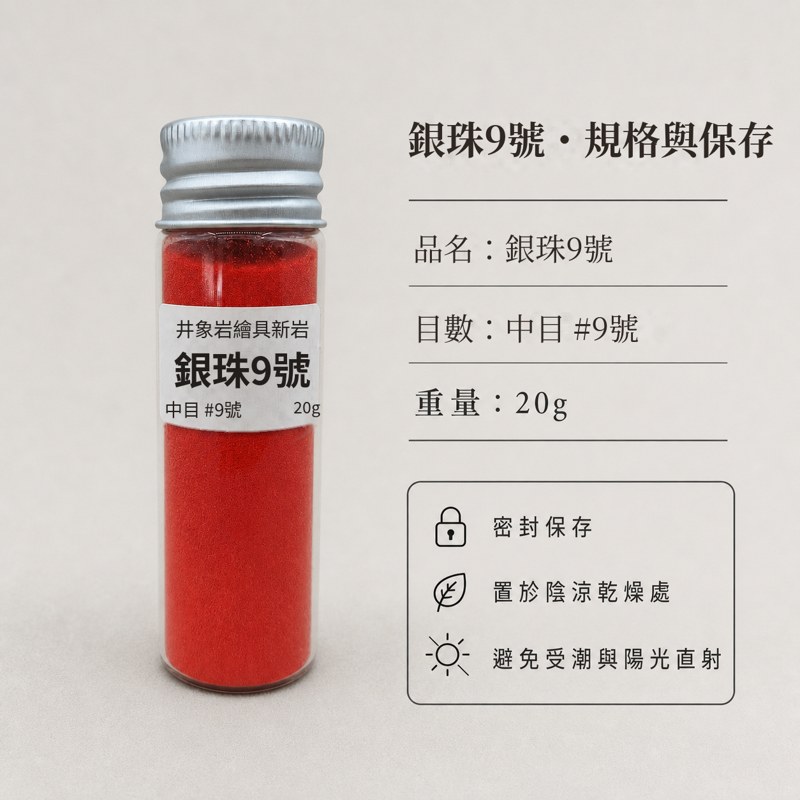 銀珠9號・規格與保存
品名：銀珠9號
目數：中目 #9號
重量：20g
密封保存
置於陰涼乾燥處
避免受潮與陽光直射
井象岩繪具新岩
銀珠9號
中目 #9號 20g